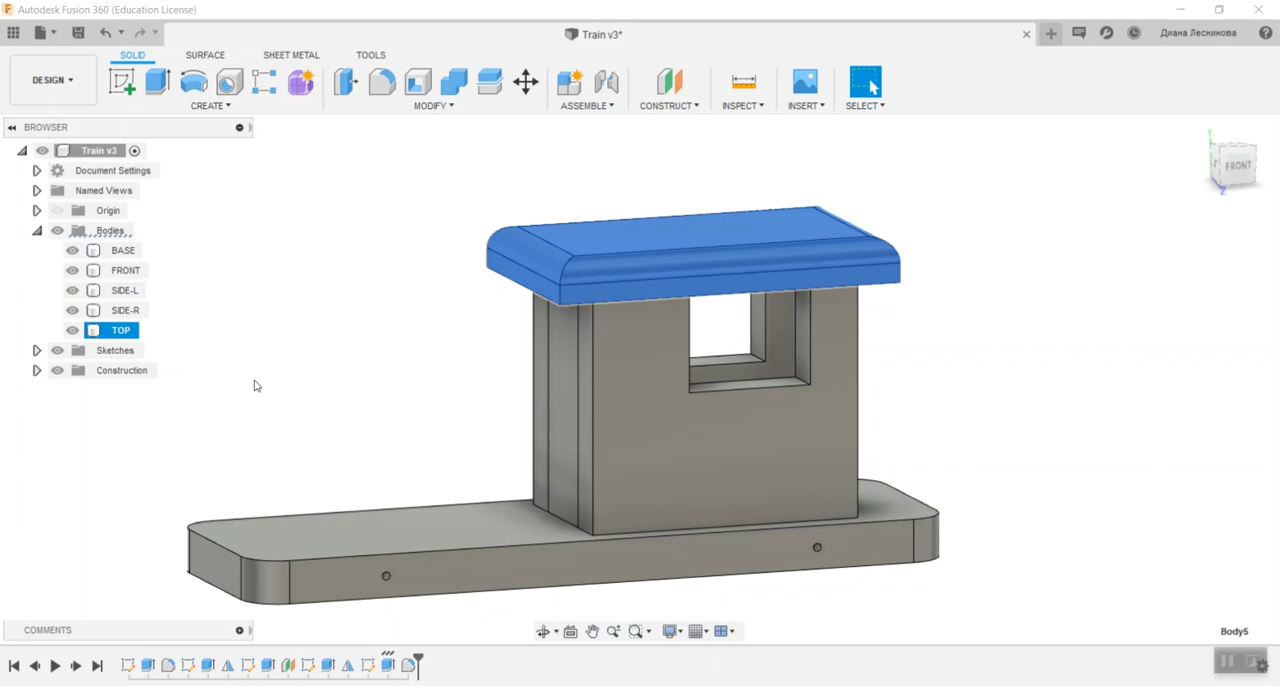 Autodesk Fusion 360 (Education License)
Train v3*
Диана Леснинова
DESIGN
SOLID SURFACE SHEET METAL TOOLS
CREATE MODIFY ASSEMBLE CONSTRUCT INSPECT INSERT SELECT
BROWSER
Train v3
Document Settings
Named Views
Origin
Bodies
BASE
FRONT
SIDE-L
SIDE-R
TOP
Sketches
Construction
FRONT
Y
Z
COMMENTS
Body5